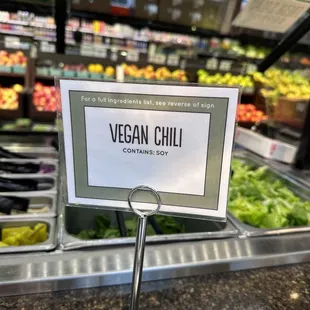 For a full ingredients list, see reverse of sign
VEGAN CHILI
CONTAINS: SOY